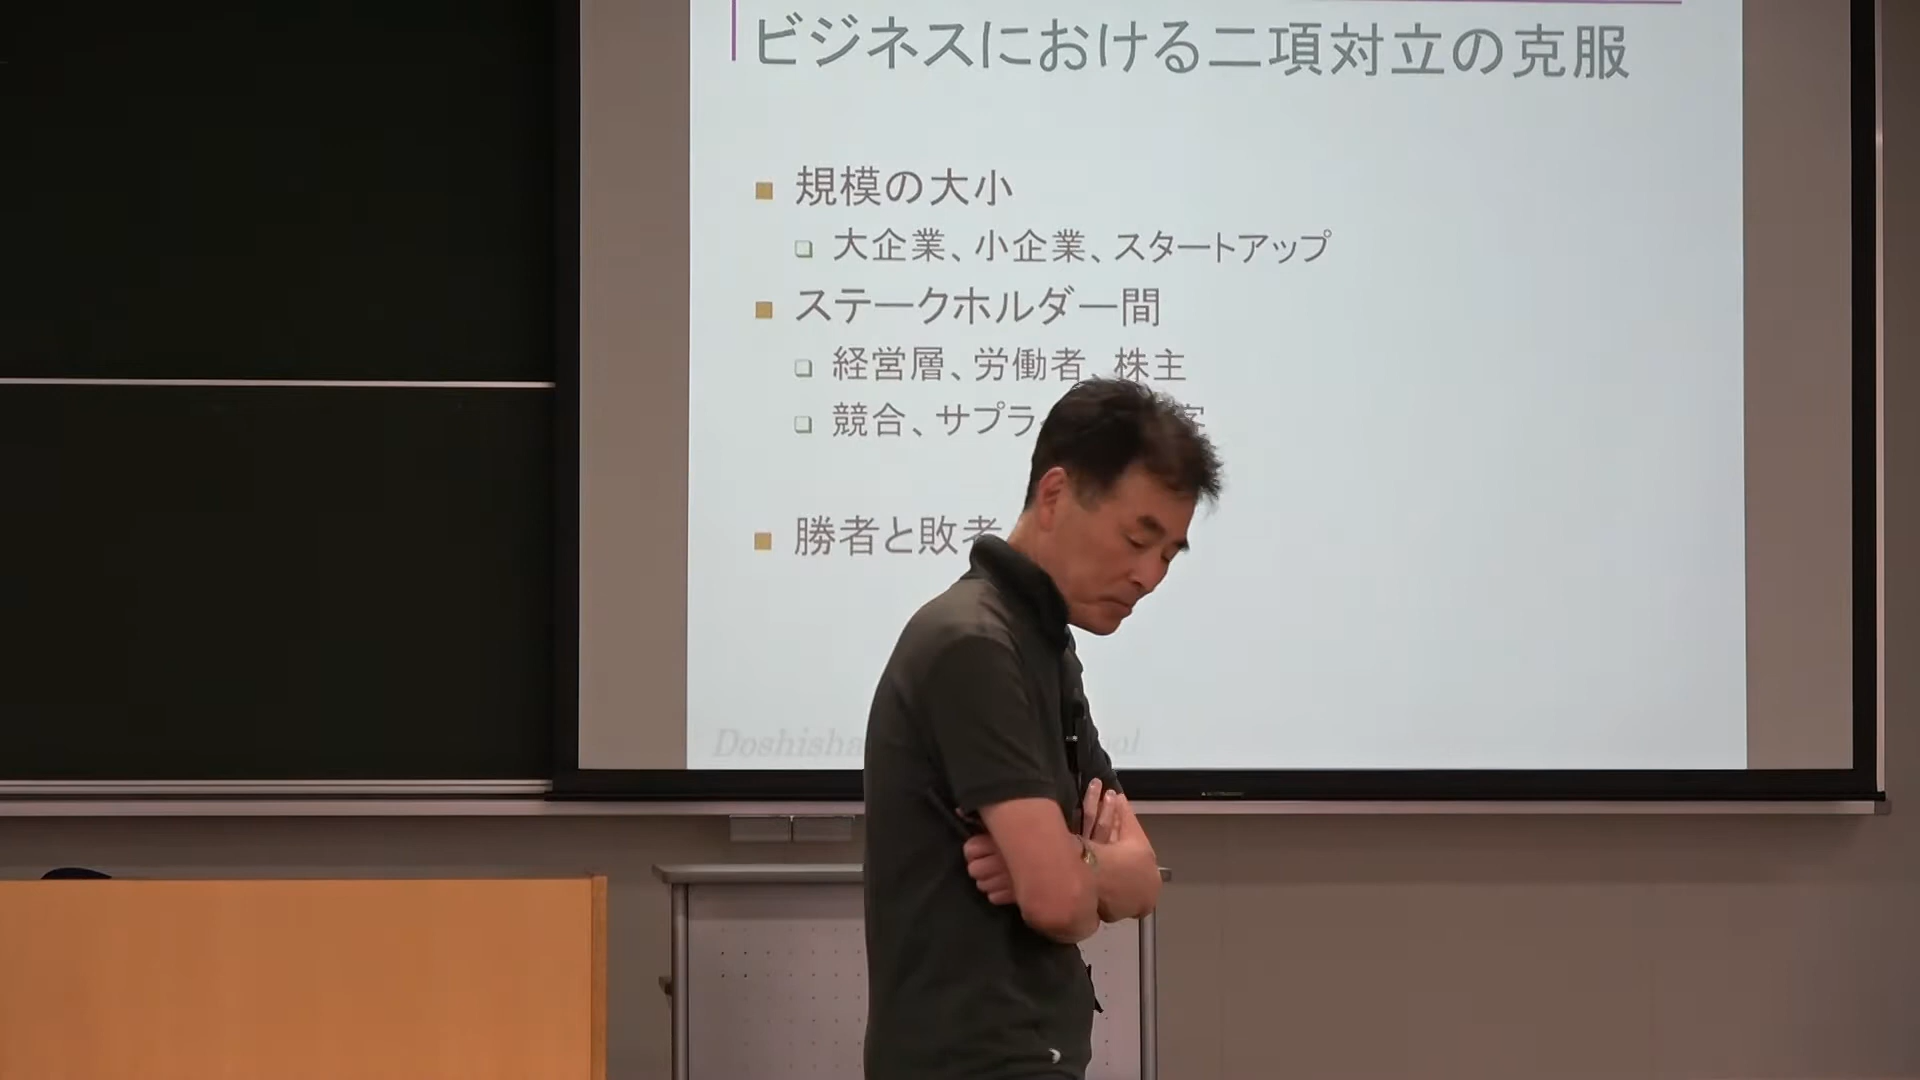 ビジネスにおける二項対立の克服
規模の大小
大企業、小企業、スタートアップ
ステークホルダー間
経営層、労働者、株主
競合、サプラ
勝者と敗者
Doshisha